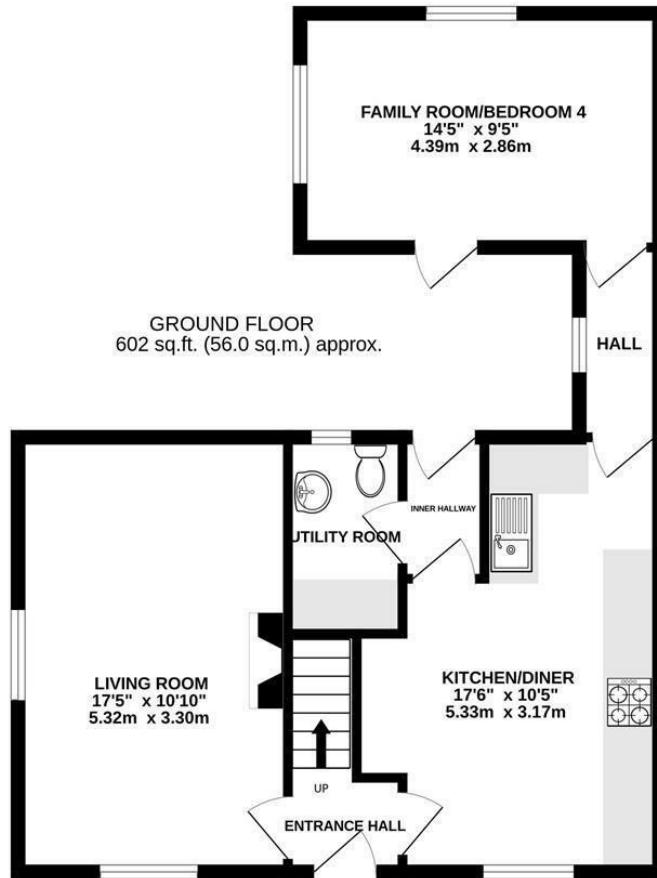 FAMILY ROOM/BEDROOM 4
14'5" x 9'5"
4.39m x 2.86m
GROUND FLOOR
602 sq.ft. (56.0 sq.m.) approx.
HALL
INNER HALLWAY
UTILITY ROOM
LIVING ROOM
17'5" x 10'10"
5.32m x 3.30m
KITCHEN/DINER
17'6" x 10'5"
5.33m x 3.17m
UP
ENTRANCE HALL